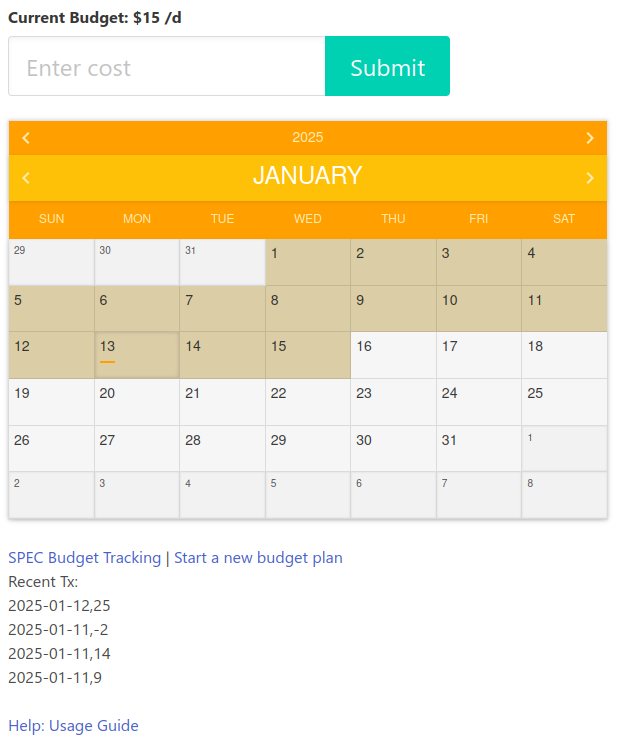 Current Budget: $15 /d
Enter cost Submit
2025
JANUARY
SUN MON TUE WED THU FRI SAT
29 30 31 1 2 3 4
5 6 7 8 9 10 11
12 13 14 15 16 17 18
19 20 21 22 23 24 25
26 27 28 29 30 31 1
2 3 4 5 6 7 8
SPEC Budget Tracking | Start a new budget plan
Recent Tx:
2025-01-12,25
2025-01-11,-2
2025-01-11,14
2025-01-11,9
Help: Usage Guide